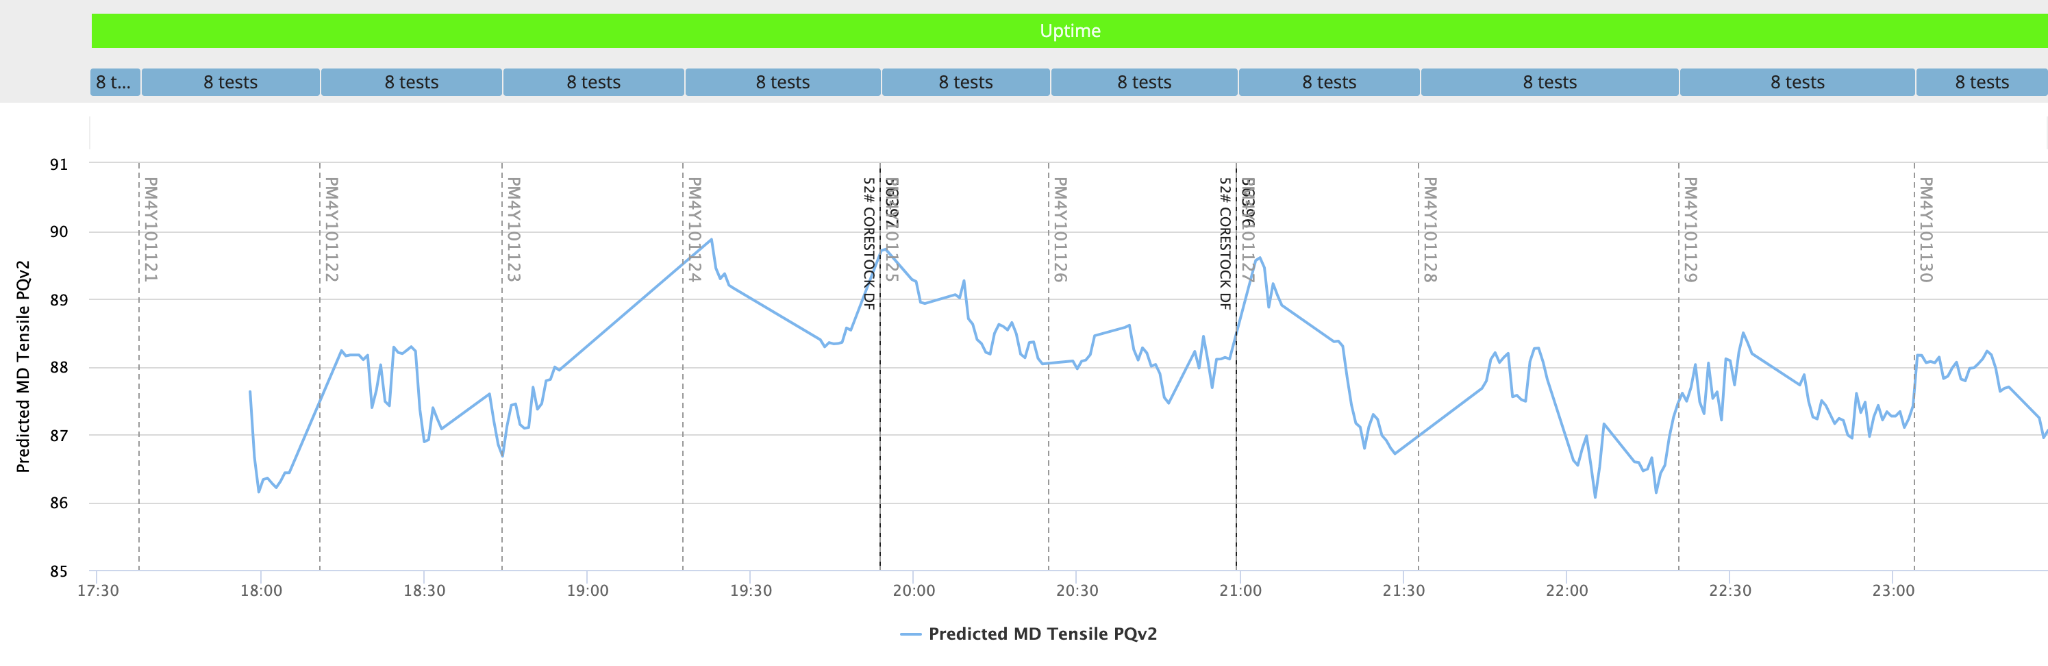 Uptime
8 t...
8 tests
8 tests
8 tests
8 tests
8 tests
8 tests
8 tests
8 tests
8 tests
8 tests
91
90
89
88
87
86
85
Predicted MD Tensile PQv2
PM4Y101121
PM4Y101122
PM4Y101123
PM4Y101124
52# CORESTOCK DF
PM4Y101126
52# CORESTOCK DF
PM4Y101128
PM4Y101129
PM4Y101130
17:30
18:00
18:30
19:00
19:30
20:00
20:30
21:00
21:30
22:00
22:30
23:00
Predicted MD Tensile PQv2